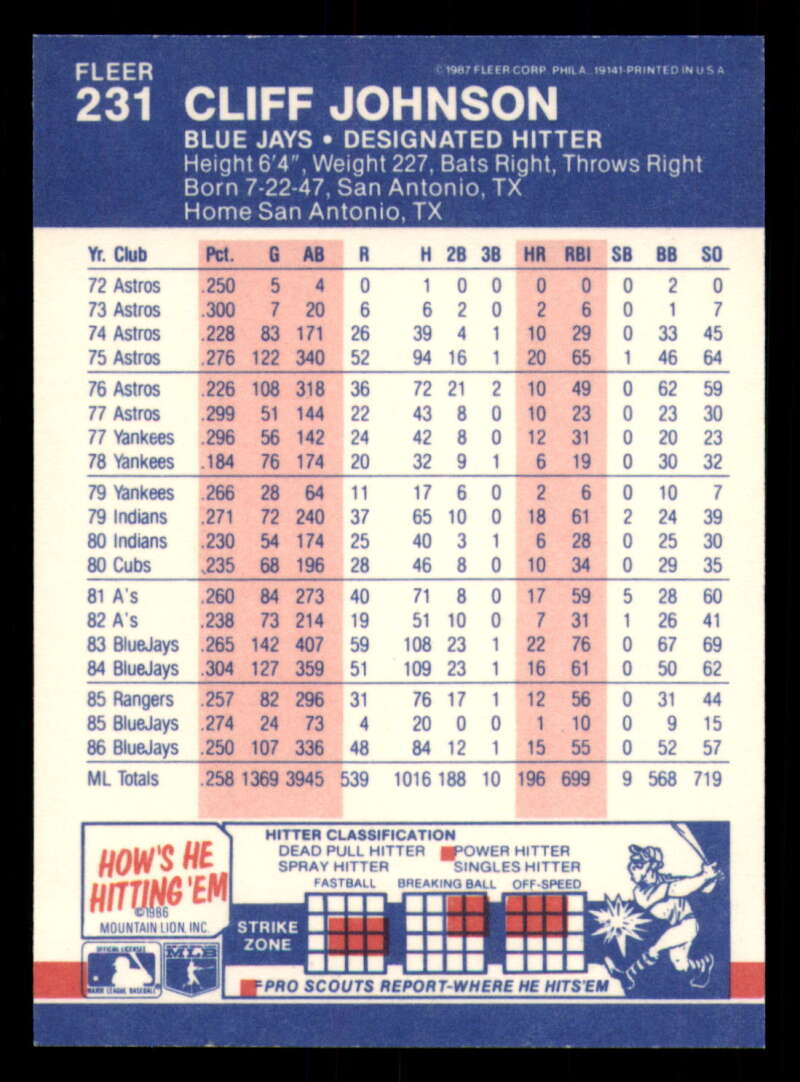 FLEER
© 1987 FLEER CORP. PHILA., 19141-PRINTED IN U S A
231 CLIFF JOHNSON
BLUE JAYS • DESIGNATED HITTER
Height 6'4", Weight 227, Bats Right, Throws Right
Born 7-22-47, San Antonio, TX
Home San Antonio, TX
Yr. Club Pct. G AB R H 2B 3B HR RBI SB BB SO
72 Astros .250 5 4 0 1 0 0 0 0 0 2 0
73 Astros .300 7 20 6 6 2 0 2 6 0 1 7
74 Astros .228 83 171 26 39 4 1 10 29 0 33 45
75 Astros .276 122 340 52 94 16 1 20 65 1 46 64
76 Astros .226 108 318 36 72 21 2 10 49 0 62 59
77 Astros .299 51 144 22 43 8 0 10 23 0 23 30
77 Yankees .296 56 142 24 42 8 0 12 31 0 20 23
78 Yankees .184 76 174 20 32 9 1 6 19 0 30 32
79 Yankees .266 28 64 11 17 6 0 2 6 0 10 7
79 Indians .271 72 240 37 65 10 0 18 61 2 24 39
80 Indians .230 54 174 25 40 3 1 6 28 0 25 30
80 Cubs .235 68 196 28 46 8 0 10 34 0 29 35
81 A's .260 84 273 40 71 8 0 17 59 5 28 60
82 A's .238 73 214 19 51 10 0 7 31 1 26 41
83 BlueJays .265 142 407 59 108 23 1 22 76 0 67 69
84 BlueJays .304 127 359 51 109 23 1 16 61 0 50 62
85 Rangers .257 82 296 31 76 17 1 12 56 0 31 44
85 BlueJays .274 24 73 4 20 0 0 1 10 0 9 15
86 BlueJays .250 107 336 48 84 12 1 15 55 0 52 57
ML Totals .258 1369 3945 539 1016 188 10 196 699 9 568 719
HOW'S HE
HITTING 'EM
©1986
MOUNTAIN LION, INC.
HITTER CLASSIFICATION
DEAD PULL HITTER POWER HITTER
SPRAY HITTER SINGLES HITTER
FASTBALL BREAKING BALL OFF-SPEED
STRIKE
ZONE
OFFICIAL LICENSEE
MAJOR LEAGUE BASEBALL
MLB
=PRO SCOUTS REPORT-WHERE HE HITS'EM